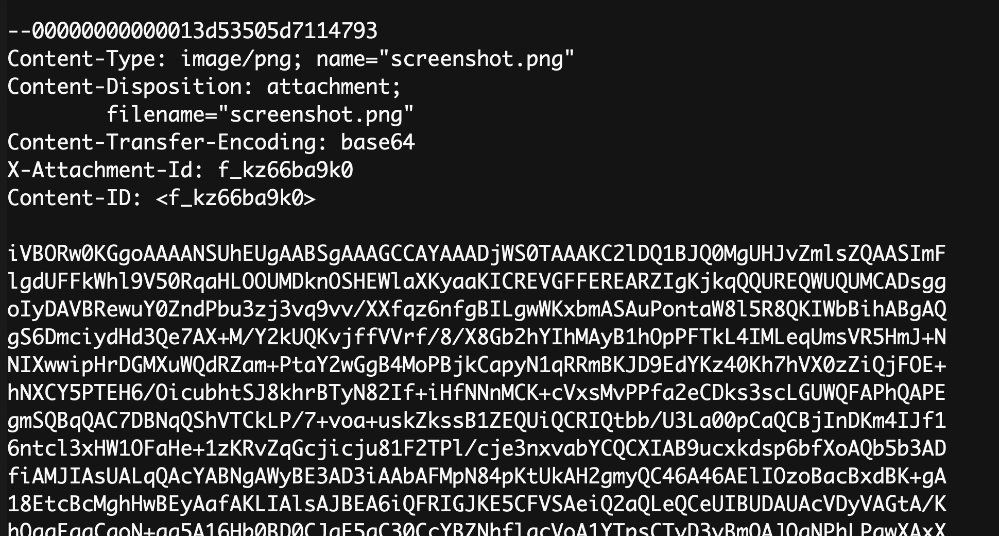 --00000000000013d53505d7114793
Content-Type: image/png; name="screenshot.png"
Content-Disposition: attachment;
filename="screenshot.png"
Content-Transfer-Encoding: base64
X-Attachment-Id: f_kz66ba9k0
Content-ID: <f_kz66ba9k0>
iVBORw0KGgoAAAANSUhEUgAABSgAAAGCCAYAAADjWS0TAAAKC2lDQ1BJQ0MgUHJvZmlsZQAASImF
lgdUFFkWhl9V50RqaHLOOUMDknOSHEWlaXKyaaKICREVGFFEREARZIgKjkqQQUREQWUQUMCADsgg
oIyDAVBRewuY0ZndPbu3zj3vq9vv/XXfqz6nfgBILgwWKxbmASAuPontaW8l5R8QKIWbBihABgAQ
gS6DmciydHd3Qe7AX+M/Y2kUQKvjffVVrf/8/X8Gb2hYIhMAyB1hOpPFTkL4IMLeqUmsVR5HmJ+N
NIXwwipHrDGMXuWQdRZam+PtaY2wGgB4MoPBjkCapyN1qRRmBKJD9EdYKz40Kh7hVX0zZiQjFOE+
hNXCY5PTEH6/OicubhtSJ8khrBTyN82If+iHfNNnMCK+cVxsMvPPfa2eCDks3scLGUWQFAPhQAPE
gmSQBqQAC7DBNqQShVTCkLP/7+voa+uskZkssB1ZEQUiQCRIQtbb/U3La00pCaQCBjInDKm4IJf1
6ntcl3xHW1OFaHe+1zKRvZqGcjicju81F2TPl/cje3nxvabYCQCXIAB9ucxkdsp6bfXoAQb5b3AD
fiAMJIAsUALqQAcYABNgAWyBE3AD3iAAbAFMpN84pKtUkAH2gmyQC46A46AElIOzoBacBxdBK+gA
18EtcBcMghHwBEyAafAKLIAlsAJBEA6iQFRIGJKE5CFVSAeiQ2aQLeQCeUIBUDAUAcVDyVAGtA/K